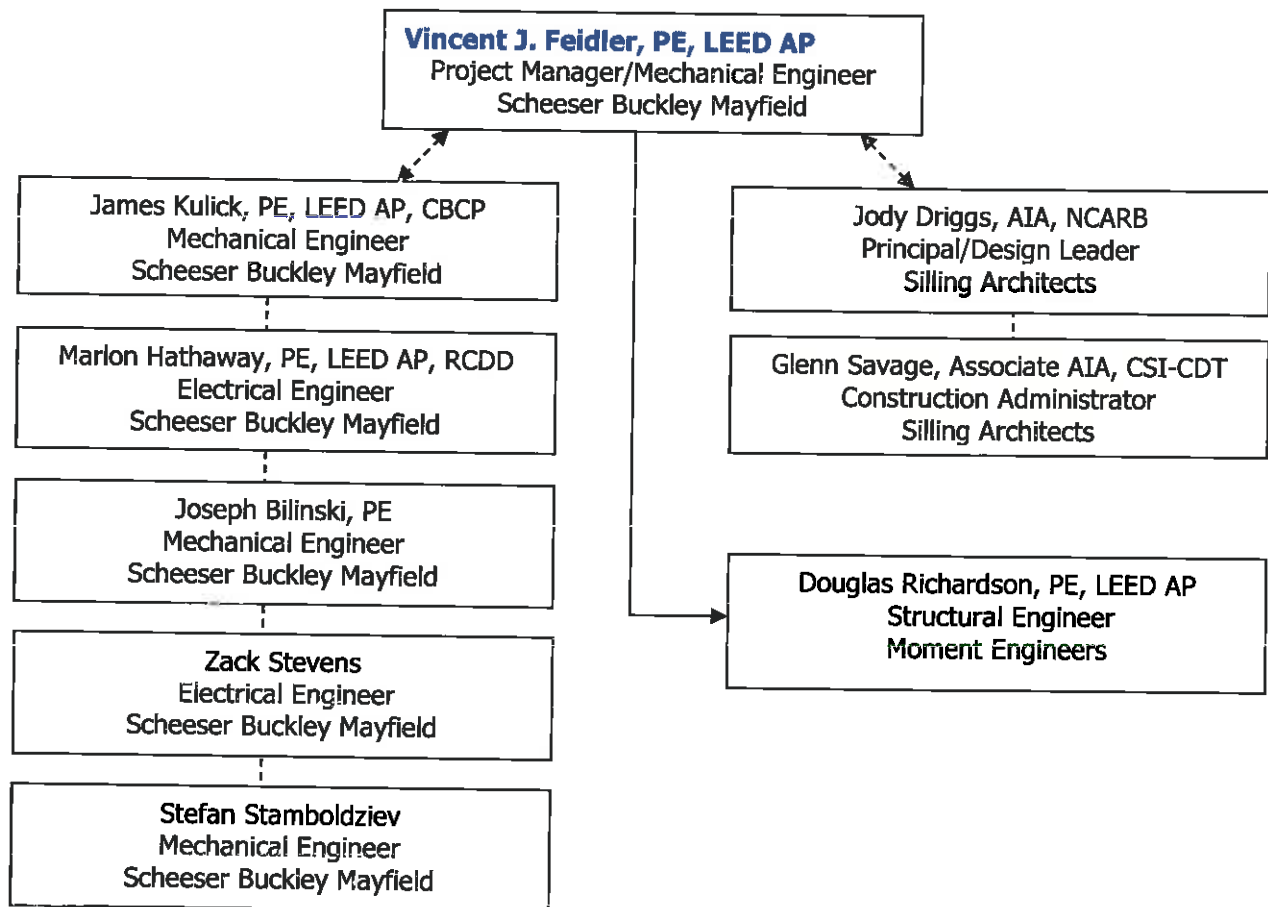 Vincent J. Feidler, PE, LEED AP
Project Manager/Mechanical Engineer
Scheeser Buckley Mayfield
James Kulick, PE, LEED AP, CBCP
Mechanical Engineer
Scheeser Buckley Mayfield
Marlon Hathaway, PE, LEED AP, RCDD
Electrical Engineer
Scheeser Buckley Mayfield
Joseph Bilinski, PE
Mechanical Engineer
Scheeser Buckley Mayfield
Zack Stevens
Electrical Engineer
Scheeser Buckley Mayfield
Stefan Stamboldziev
Mechanical Engineer
Scheeser Buckley Mayfield
Jody Driggs, AIA, NCARB
Principal/Design Leader
Silling Architects
Glenn Savage, Associate AIA, CSI-CDT
Construction Administrator
Silling Architects
Douglas Richardson, PE, LEED AP
Structural Engineer
Moment Engineers